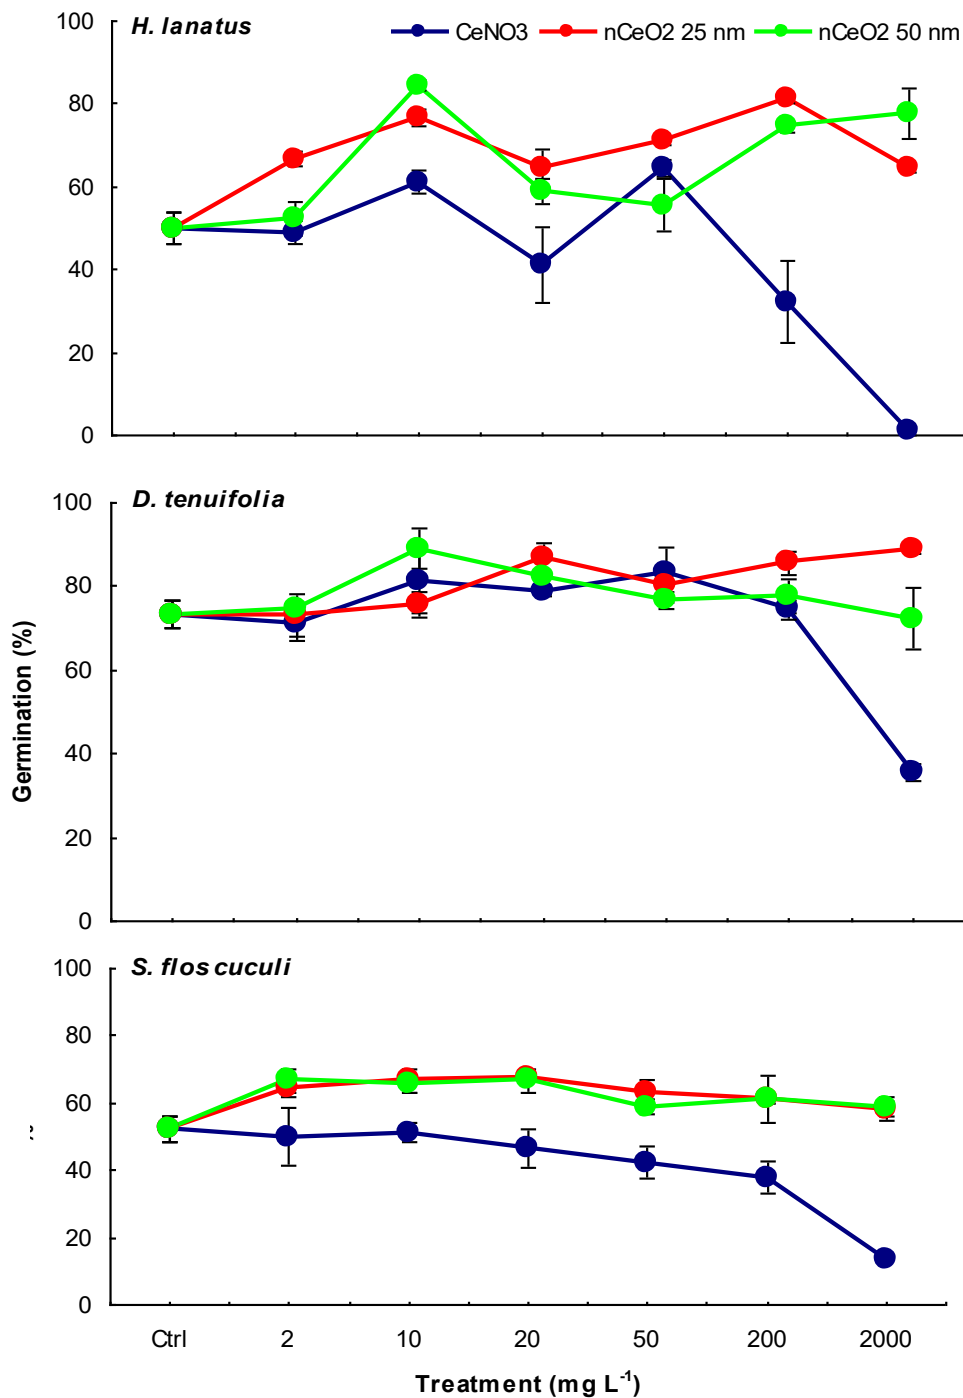 H. lanatus
CeNO3 nCeO2 25 nm nCeO2 50 nm
100
80
60
40
20
0
D. tenuifolia
100
80
60
40
20
0
Germination (%)
S. flos cuculi
100
80
60
40
20
0
Ctrl 2 10 20 50 200 2000
Treatment (mg L⁻¹)